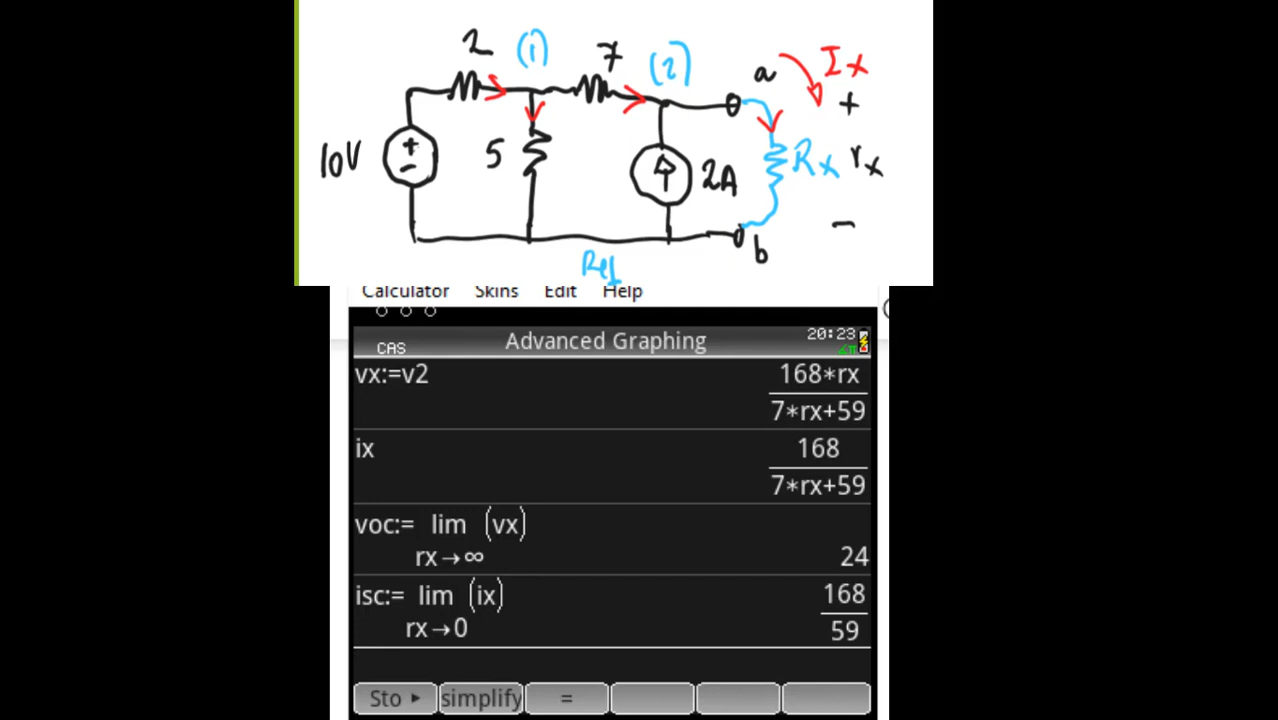 2 (1) 7 (2) a Ix
+
10V + - 5 2A Rx rx
-
b
Ref
Calculator Skins Edit Help
CAS Advanced Graphing 20:23
vx:=v2 168*rx
7*rx+59
ix 168
7*rx+59
voc:= lim (vx)
rx→∞ 24
isc:= lim (ix) 168
rx→0 59
Sto ▸ simplify =